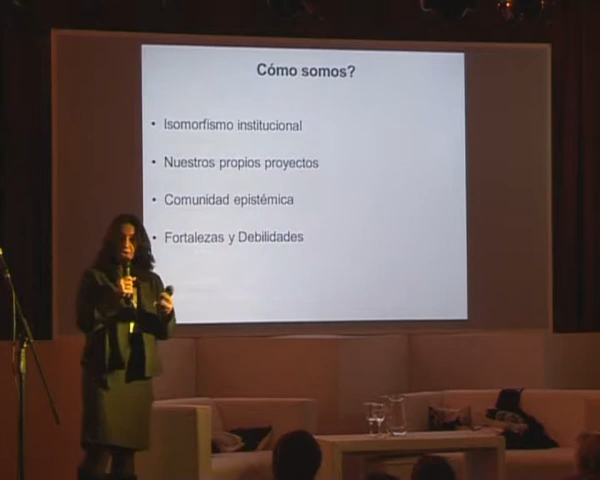 Cómo somos?
• Isomorfismo institucional
• Nuestros propios proyectos
• Comunidad epistémica
• Fortalezas y Debilidades